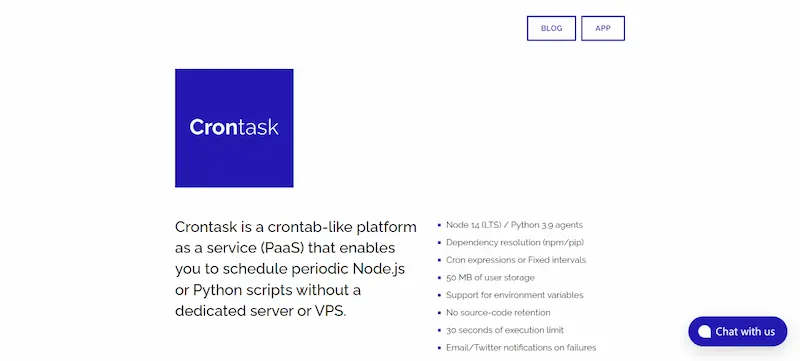 BLOG
APP
Crontask
Crontask is a crontab-like platform
as a service (PaaS) that enables
you to schedule periodic Node.js
or Python scripts without a
dedicated server or VPS.
Node 14 (LTS) / Python 3.9 agents
Dependency resolution (npm/pip)
Cron expressions or Fixed intervals
50 MB of user storage
Support for environment variables
No source-code retention
30 seconds of execution limit
Email/Twitter notifications on failures
Chat with us